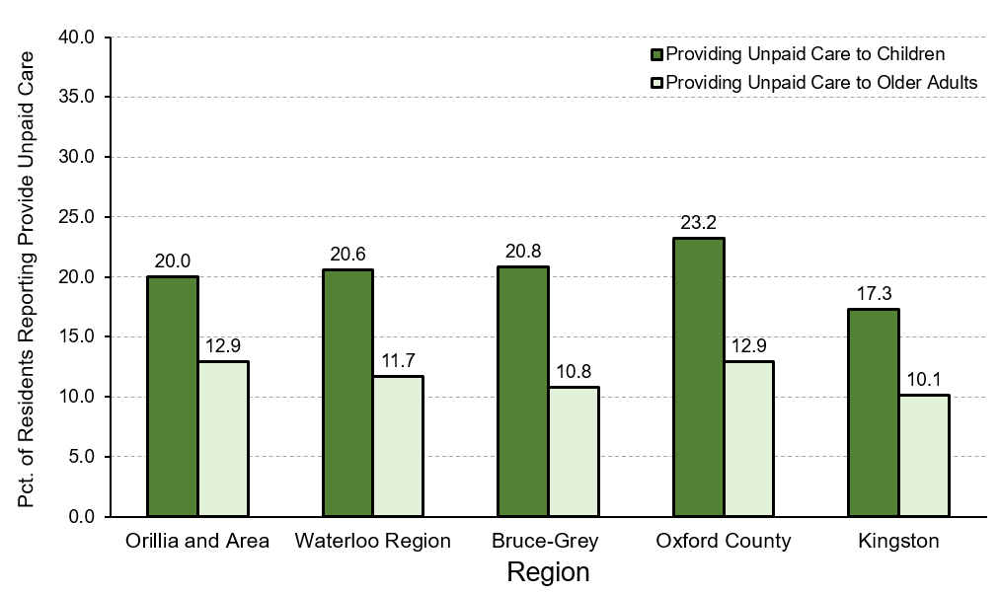 Pct. of Residents Reporting Provide Unpaid Care
40.0
35.0
30.0
25.0
20.0
15.0
10.0
5.0
0.0
Providing Unpaid Care to Children
Providing Unpaid Care to Older Adults
20.0
12.9
20.6
11.7
20.8
10.8
23.2
12.9
17.3
10.1
Orillia and Area
Waterloo Region
Bruce-Grey
Oxford County
Kingston
Region